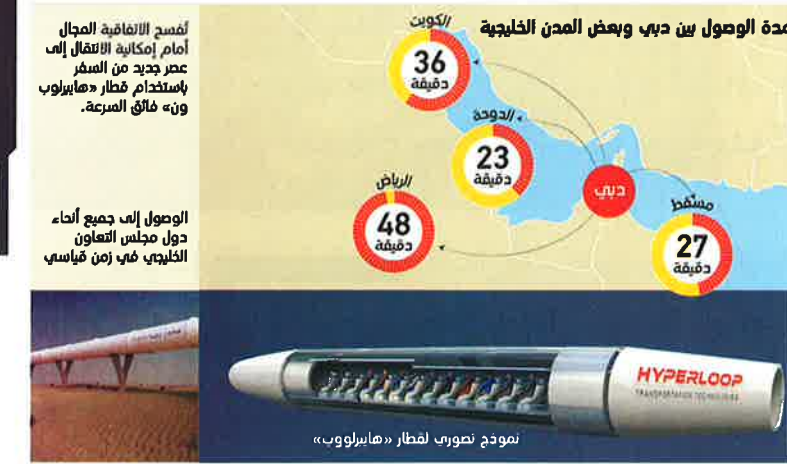 مدة الوصول بين دبي وبعض المدن الخليجية
تُفسح الاتفاقية المجال
أمام إمكانية الانتقال إلى
عصر جديد من السفر
باستخدام قطار «هايبرلوب
ون» فائق السرعة.
الوصول إلى جميع أنحاء
دول مجلس التعاون
الخليجي في زمن قياسي
الكويت
36
دقيقة
الدوحة
23
دقيقة
الرياض
48
دقيقة
دبي
مسقط
27
دقيقة
HYPERLOOP
TRANSPORTATION TECHNOLOGIES
نموذج تصوري لقطار «هايبرلووب»